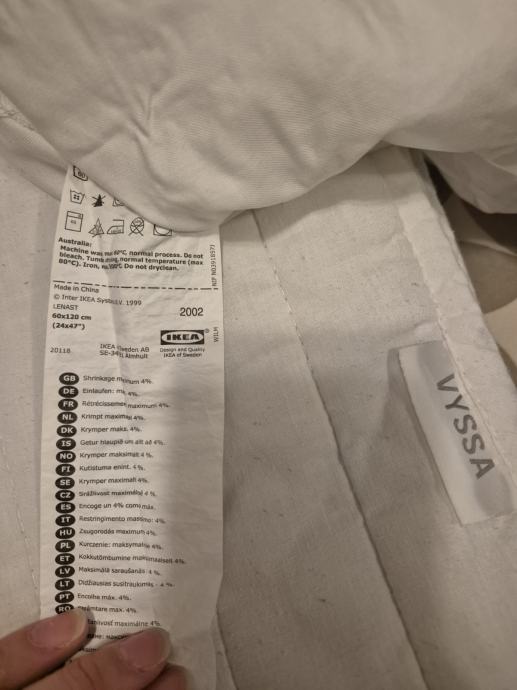 60
60
Australia:
Machine wash 60°C, normal process. Do not
bleach. Tumble dry, normal temperature (max
80°C). Iron, max 200°C. Do not dryclean.
Made in China
© Inter IKEA Systems B.V. 1999
LENAST
60x120 cm
(24x47")
2002
20118
IKEA Sweden AB
SE-343 81 Älmhult
IKEA®
Design and Quality
IKEA of Sweden
WILM
GB Shrinkage maximum 4%.
DE Einlaufen: max. 4%.
FR Rétrécissement maximum 4%.
NL Krimpt maximaal 4%.
DK Krymper maks. 4%.
IS Getur hlaupið um allt að 4%.
NO Krymper maksimalt 4%.
FI Kutistuma enint. 4%.
SE Krymper maximalt 4%.
CZ Sráživost maximálně 4 %.
ES Encoge un 4% como máx.
IT Restringimento massimo: 4%.
HU Zsugorodás maximum 4%.
PL Kurczenie: maksymalnie 4%.
ET Kokkutõmbumine maksimaalselt 4%.
LV Maksimālā saraušanās: 4 %.
LT Didžiausias susitraukimas - 4 %.
PT Encolhe máx. 4%.
RO max. 4%.
maximálne 4%.
VYSSA